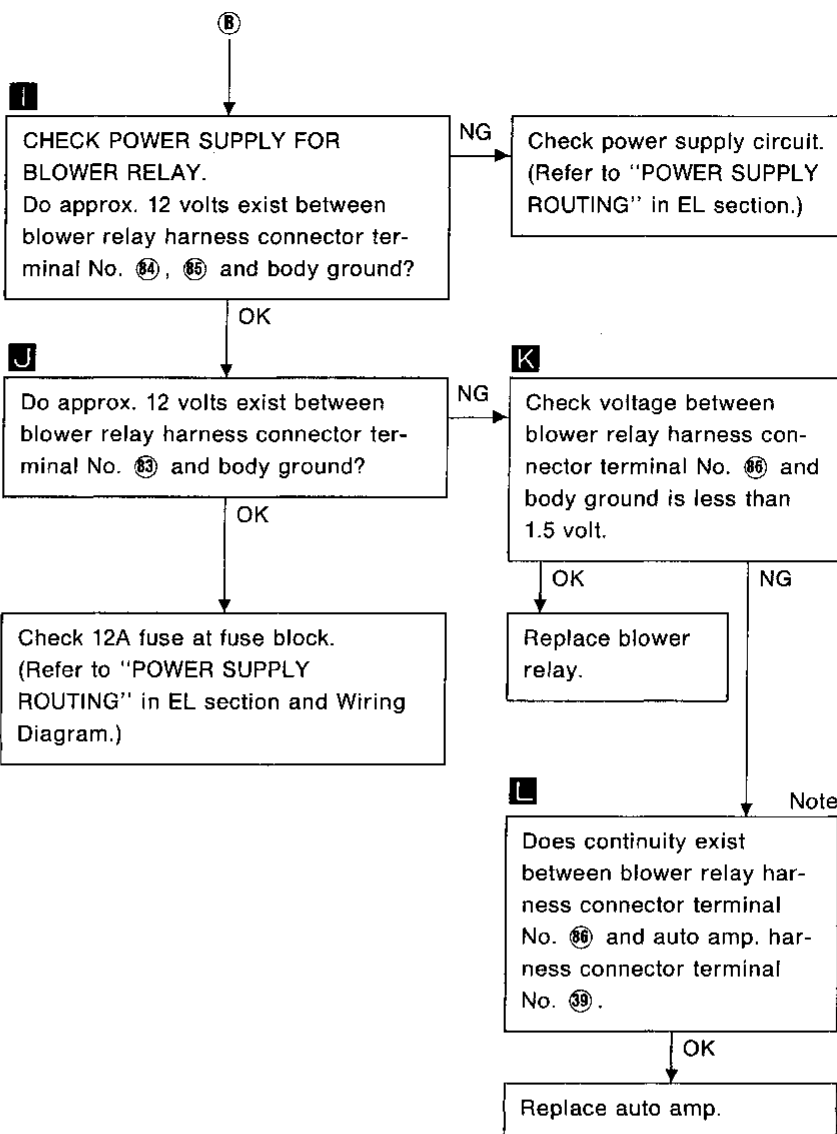 B
I
CHECK POWER SUPPLY FOR
BLOWER RELAY.
Do approx. 12 volts exist between
blower relay harness connector ter-
minal No. 84, 85 and body ground?
NG
Check power supply circuit.
(Refer to "POWER SUPPLY
ROUTING" in EL section.)
OK
J
Do approx. 12 volts exist between
blower relay harness connector ter-
minal No. 83 and body ground?
NG
K
Check voltage between
blower relay harness con-
nector terminal No. 86 and
body ground is less than
1.5 volt.
OK
Check 12A fuse at fuse block.
(Refer to "POWER SUPPLY
ROUTING" in EL section and Wiring
Diagram.)
OK
NG
Replace blower
relay.
L
Note
Does continuity exist
between blower relay har-
ness connector terminal
No. 86 and auto amp. har-
ness connector terminal
No. 39.
OK
Replace auto amp.